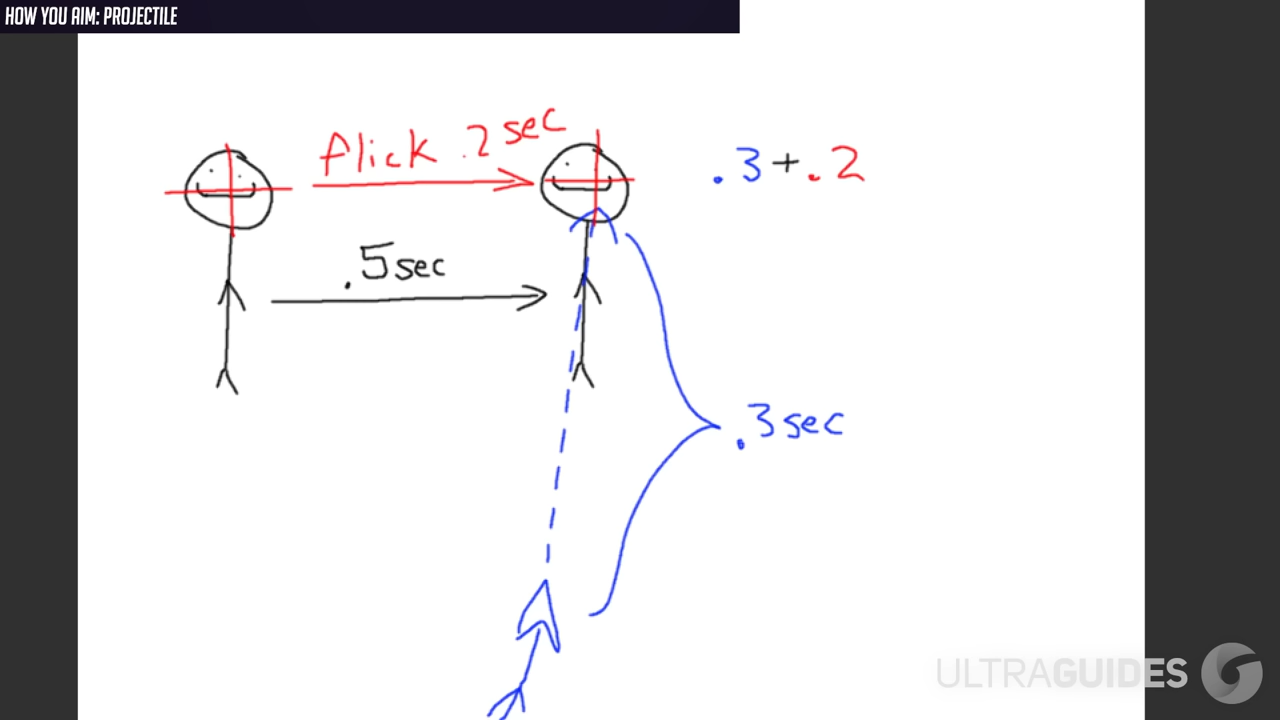 HOW YOU AIM: PROJECTILE
flick .2 sec
.3+.2
.5 sec
.3 sec
ULTRAGUIDES